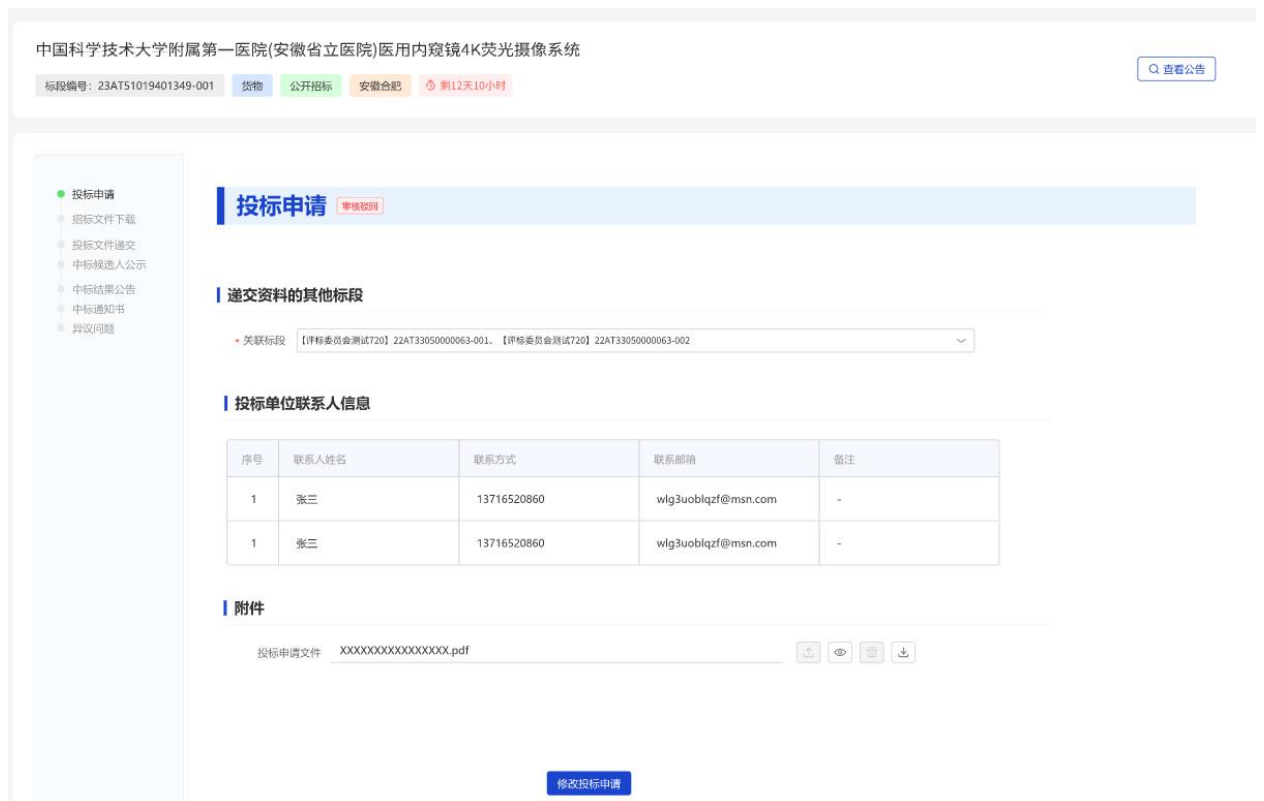 中国科学技术大学附属第一医院(安徽省立医院)医用内窥镜4K荧光摄像系统
标段编号：23AT51019401349-001 货物 公开招标 安徽合肥 剩12天10小时
查看公告
投标申请
招标文件下载
投标文件递交
中标候选人公示
中标结果公告
中标通知书
异议问题
投标申请 审核驳回
递交资料的其他标段
* 关联标段 【评标委员会测试720】22AT33050000063-001、【评标委员会测试720】22AT33050000063-002
投标单位联系人信息
序号 联系人姓名 联系方式 联系邮箱 备注
1 张三 13716520860 wlg3uoblqzf@msn.com -
1 张三 13716520860 wlg3uoblqzf@msn.com -
附件
投标申请文件 XXXXXXXXXXXXXXXX.pdf
修改投标申请